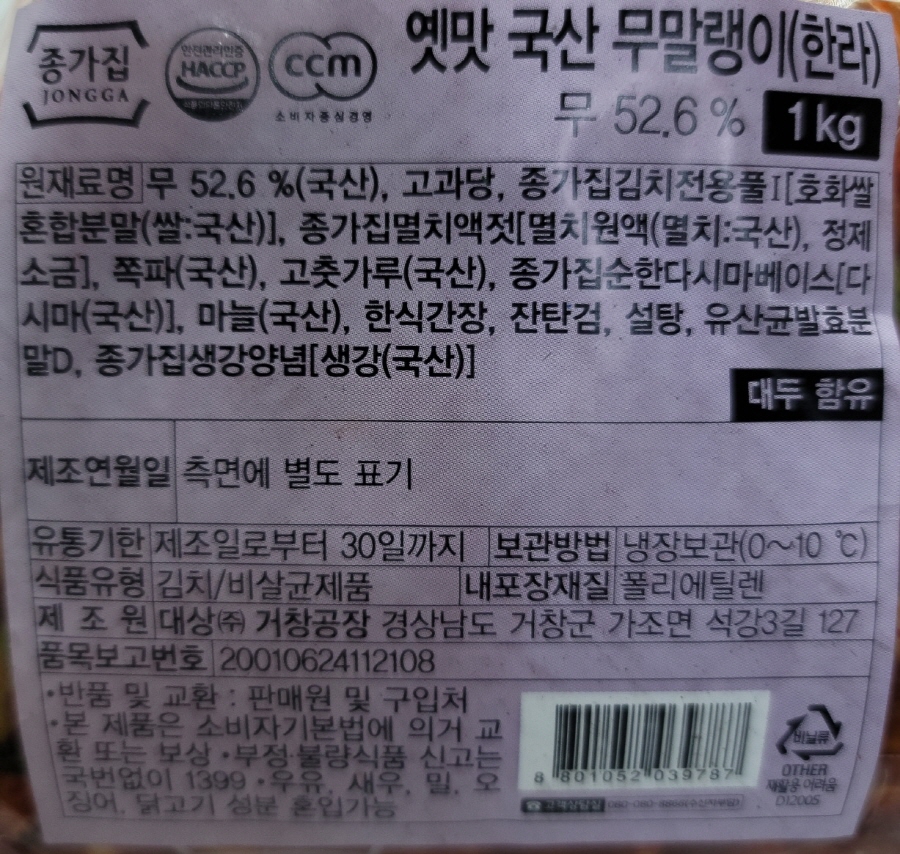 종가집
JONGGA
안전관리인증
HACCP
ccm
소비자중심경영
옛맛 국산 무말랭이(한라)
무 52.6 % 1kg
원재료명 무 52.6 %(국산), 고과당, 종가집김치전용풀I[호화쌀
혼합분말(쌀:국산)], 종가집멸치액젓[멸치원액(멸치:국산), 정제
소금], 쪽파(국산), 고춧가루(국산), 종가집순한다시마베이스[다
시마(국산)], 마늘(국산), 한식간장, 잔탄검, 설탕, 유산균발효분
말D, 종가집생강양념[생강(국산)]
대두 함유
제조연월일 측면에 별도 표기
유통기한 제조일로부터 30일까지 보관방법 냉장보관(0~10 ℃)
식품유형 김치/비살균제품 내포장재질 폴리에틸렌
제 조 원 대상㈜ 거창공장 경상남도 거창군 가조면 석강3길 127
품목보고번호 20010624112108
·반품 및 교환 : 판매원 및 구입처
·본 제품은 소비자기본법에 의거 교
환 또는 보상 ·부정·불량식품 신고는
국번없이 1399 ·우유, 새우, 밀, 오
징어, 닭고기 성분 혼입가능
8 801052 039787
고객상담실
비닐류
OTHER
재활용 어려움
D12005